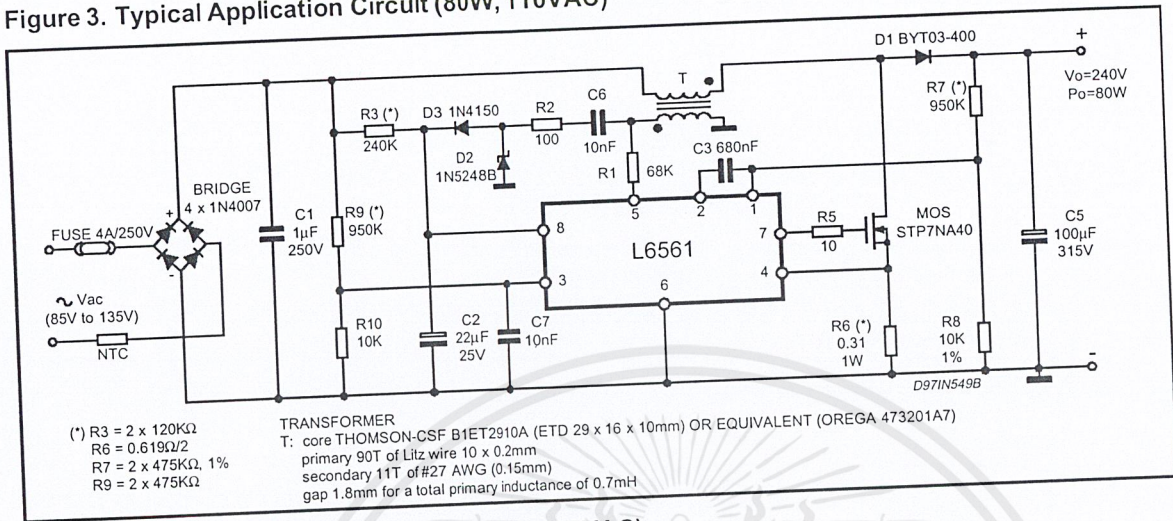 Figure 3. Typical Application Circuit (80W, 110VAC)
D1 BYT03-400
+
Vo=240V
Po=80W
R7 (*)
950K
T
C6
10nF
R2
100
D3 1N4150
R3 (*)
240K
D2
1N5248B
R1
68K
C3 680nF
BRIDGE
4 x 1N4007
+
-
FUSE 4A/250V
C1
1µF
250V
R9 (*)
950K
5
2
1
8
3
L6561
7
4
6
R5
10
MOS
STP7NA40
C5
100µF
315V
~ Vac
(85V to 135V)
NTC
R10
10K
C2
22µF
25V
C7
10nF
R6 (*)
0.31
1W
R8
10K
1%
-
D97IN549B
(*) R3 = 2 x 120KΩ
R6 = 0.619Ω/2
R7 = 2 x 475KΩ, 1%
R9 = 2 x 475KΩ
TRANSFORMER
T: core THOMSON-CSF B1ET2910A (ETD 29 x 16 x 10mm) OR EQUIVALENT (OREGA 473201A7)
primary 90T of Litz wire 10 x 0.2mm
secondary 11T of #27 AWG (0.15mm)
gap 1.8mm for a total primary inductance of 0.7mH